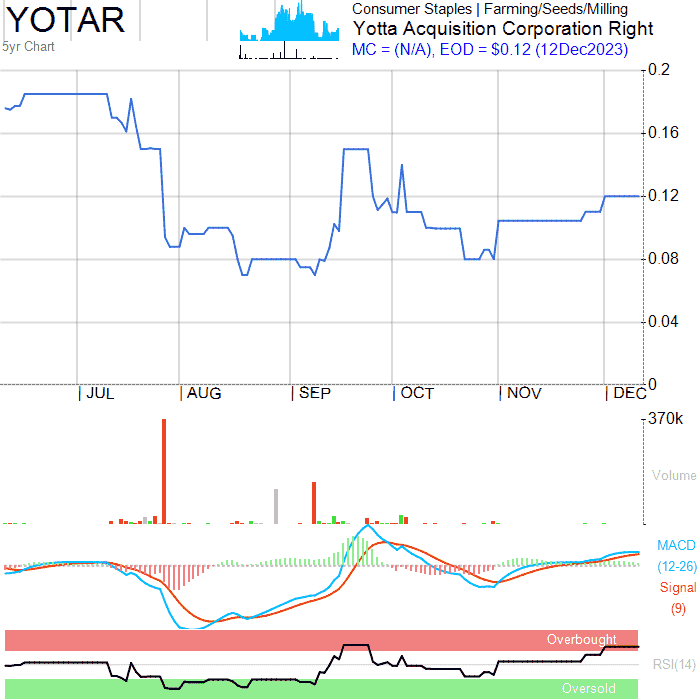 YOTAR
5yr Chart
Consumer Staples | Farming/Seeds/Milling
Yotta Acquisition Corporation Right
MC = (N/A), EOD = $0.12 (12Dec2023)
0.2
0.16
0.12
0.08
0.04
0
| JUL | AUG | SEP | OCT | NOV | DEC
370k
Volume
MACD
(12-26)
Signal
(9)
Overbought
RSI(14)
Oversold